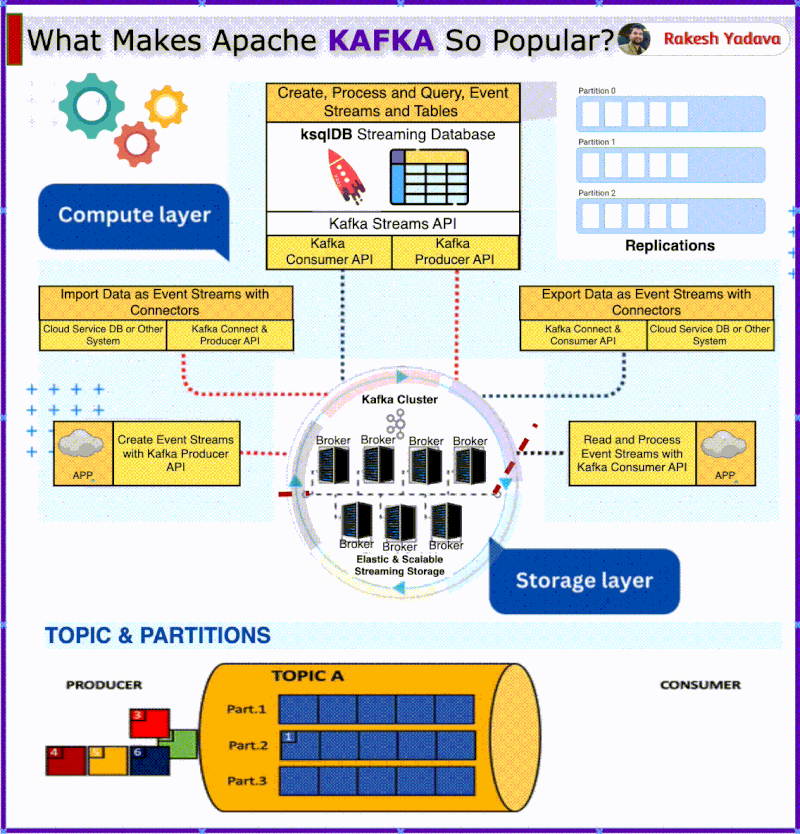 What Makes Apache KAFKA So Popular?
Rakesh Yadava
Create, Process and Query, Event
Streams and Tables
ksqlDB Streaming Database
Kafka Streams API
Kafka
Consumer API
Kafka
Producer API
Partition 0
Partition 1
Partition 2
Replications
Compute layer
Import Data as Event Streams with
Connectors
Cloud Service DB or Other
System
Kafka Connect &
Producer API
Export Data as Event Streams with
Connectors
Kafka Connect &
Consumer API
Cloud Service DB or Other
System
Kafka Cluster
APP
Create Event Streams
with Kafka Producer
API
Broker
Broker
Broker
Broker
Read and Process
Event Streams with
Kafka Consumer API
APP
Broker
Broker
Broker
Elastic & Scalable
Streaming Storage
Storage layer
TOPIC & PARTITIONS
PRODUCER
TOPIC A
CONSUMER
Part.1
3
Part.2
1
4
5
6
Part.3